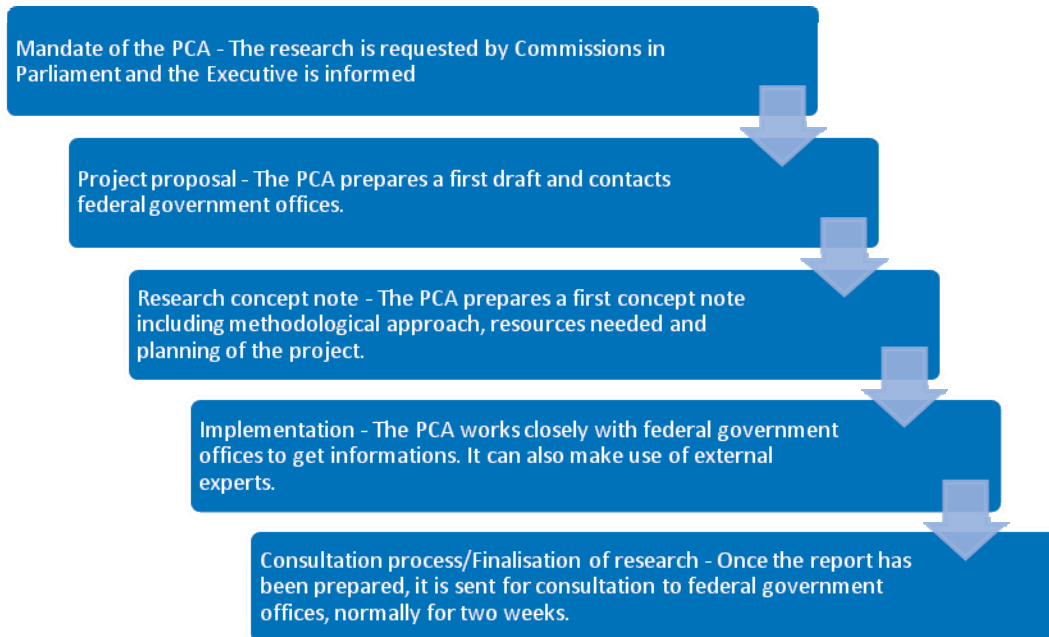 Mandate of the PCA - The research is requested by Commissions in
Parliament and the Executive is informed
Project proposal - The PCA prepares a first draft and contacts
federal government offices.
Research concept note - The PCA prepares a first concept note
including methodological approach, resources needed and
planning of the project.
Implementation - The PCA works closely with federal government
offices to get informations. It can also make use of external
experts.
Consultation process/Finalisation of research - Once the report has
been prepared, it is sent for consultation to federal government
offices, normally for two weeks.